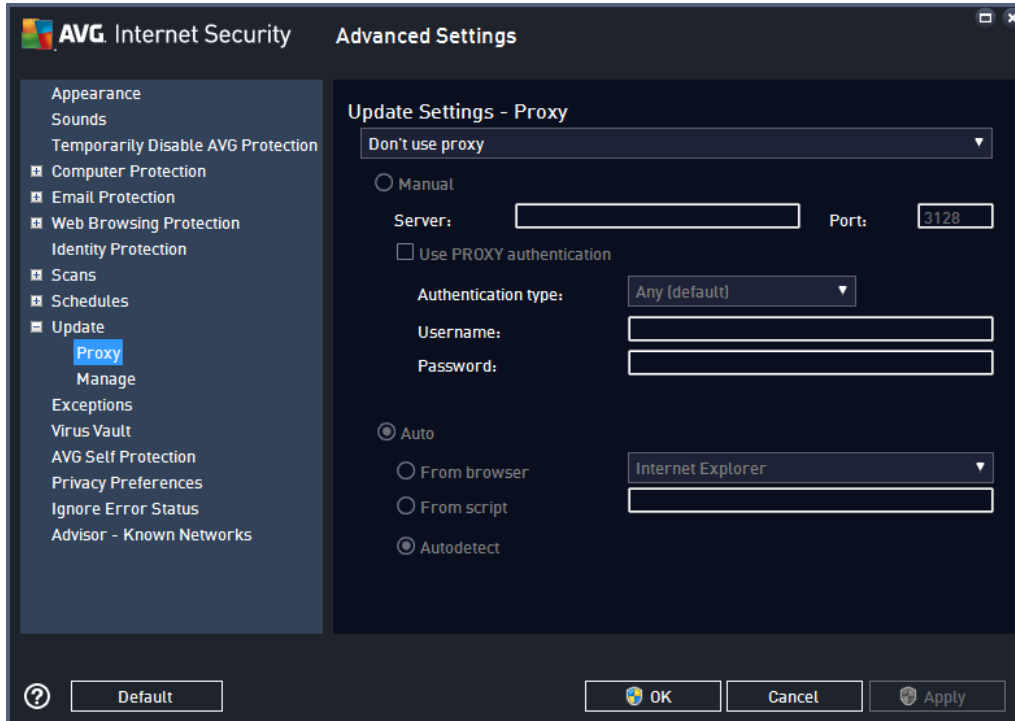 AVG. Internet Security
Advanced Settings
Appearance
Sounds
Temporarily Disable AVG Protection
Computer Protection
Email Protection
Web Browsing Protection
Identity Protection
Scans
Schedules
Update
Proxy
Manage
Exceptions
Virus Vault
AVG Self Protection
Privacy Preferences
Ignore Error Status
Advisor - Known Networks
Update Settings - Proxy
Don't use proxy
Manual
Server: Port: 3128
Use PROXY authentication
Authentication type: Any (default)
Username:
Password:
Auto
From browser Internet Explorer
From script
Autodetect
? Default OK Cancel Apply